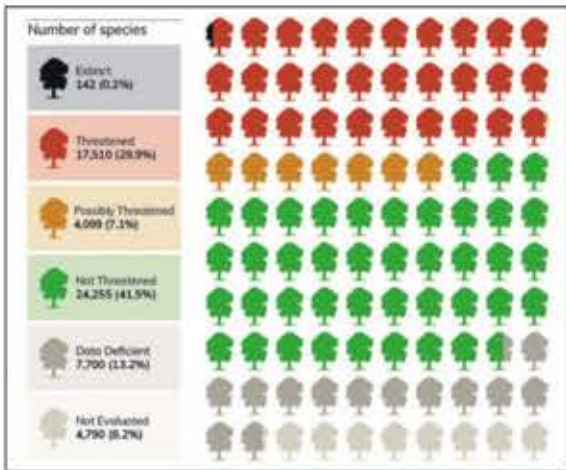 Number of species
Extinct
142 (0.2%)
Threatened
17,510 (29.9%)
Possibly Threatened
4,099 (7.1%)
Not Threatened
24,255 (41.5%)
Data Deficient
7,700 (13.2%)
Not Evaluated
4,790 (8.2%)